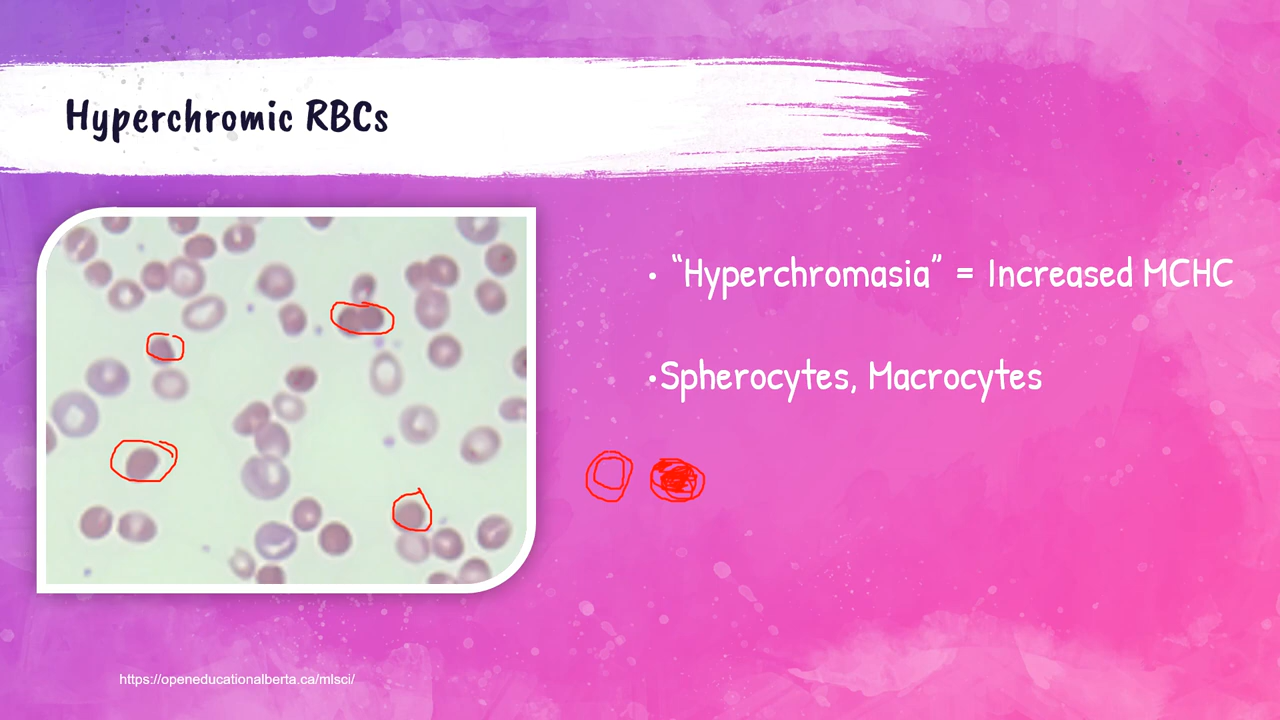 Hyperchromic RBCs
• “Hyperchromasia” = Increased MCHC
•Spherocytes, Macrocytes
https://openeducationalberta.ca/mlsci/